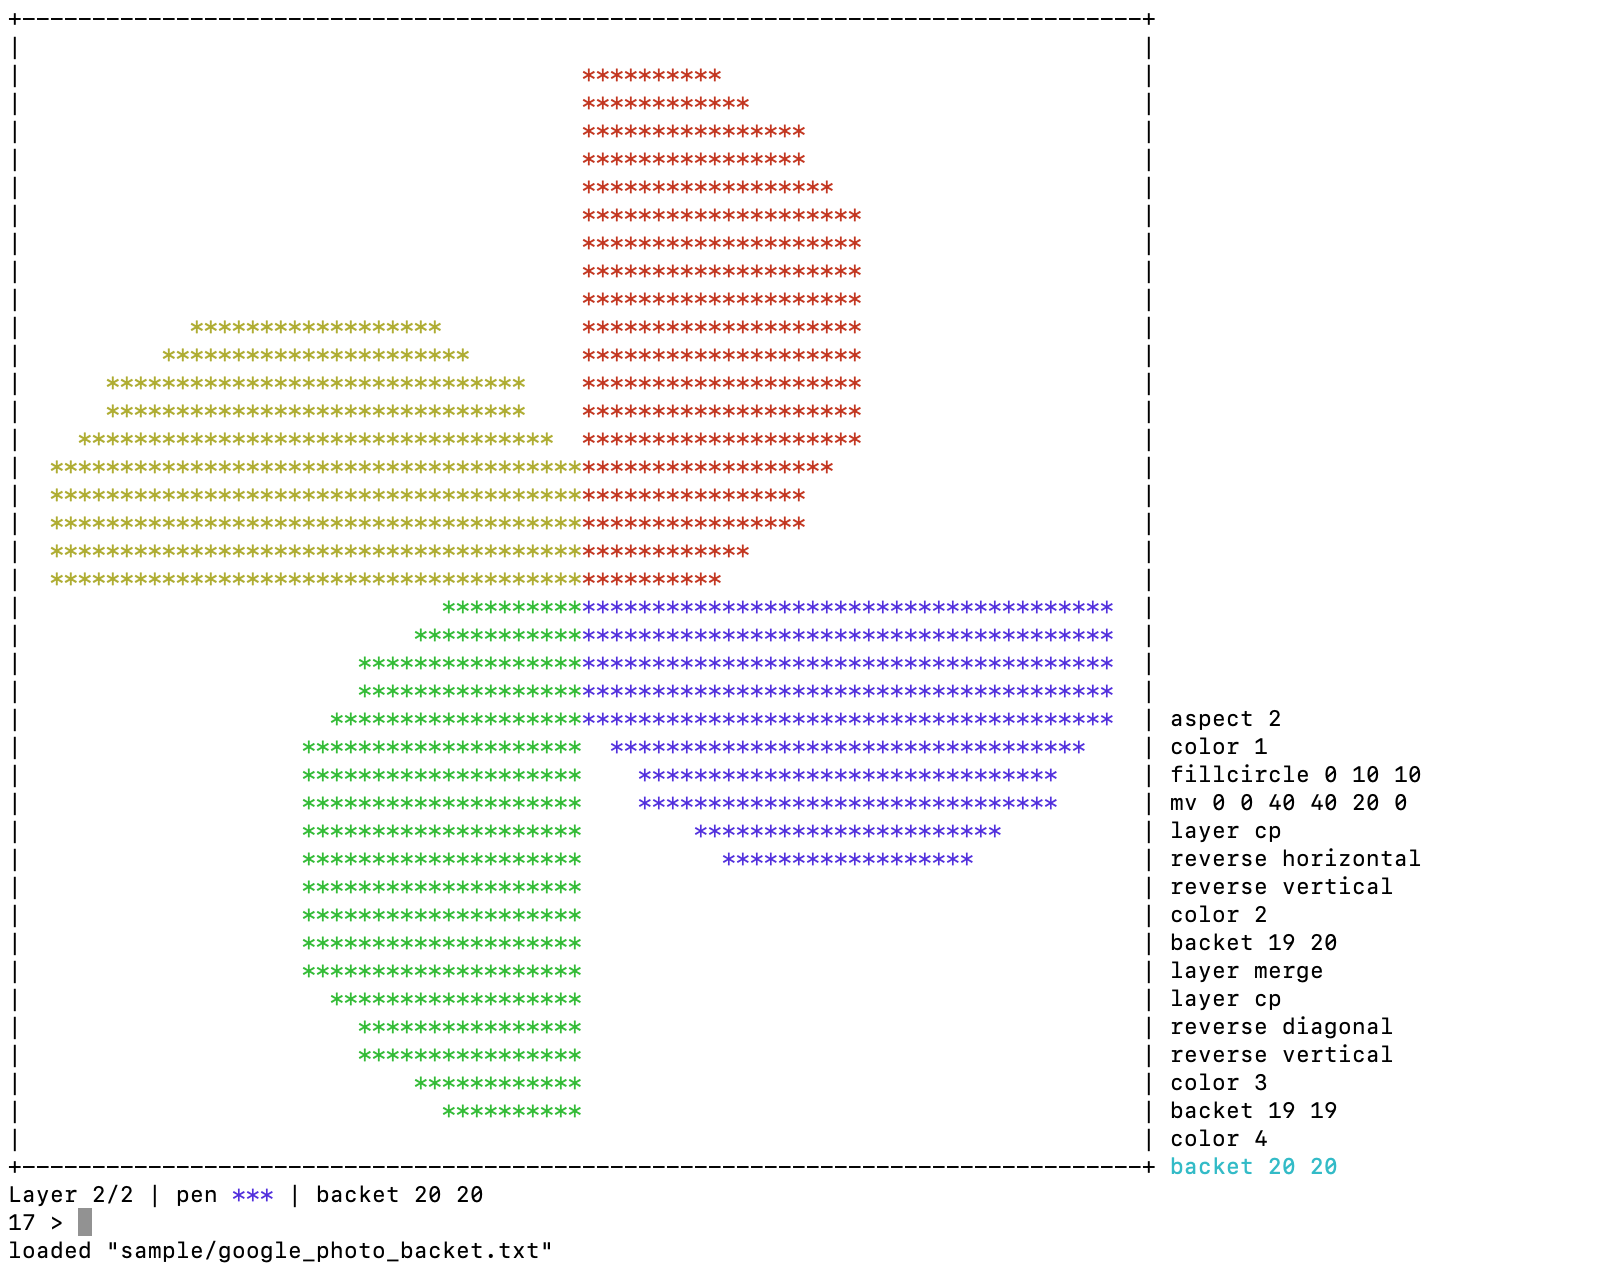 aspect 2
color 1
fillcircle 0 10 10
mv 0 0 40 40 20 0
layer cp
reverse horizontal
reverse vertical
color 2
backet 19 20
layer merge
layer cp
reverse diagonal
reverse vertical
color 3
backet 19 19
color 4
backet 20 20
Layer 2/2 | pen *** | backet 20 20
17 >
loaded "sample/google_photo_backet.txt"